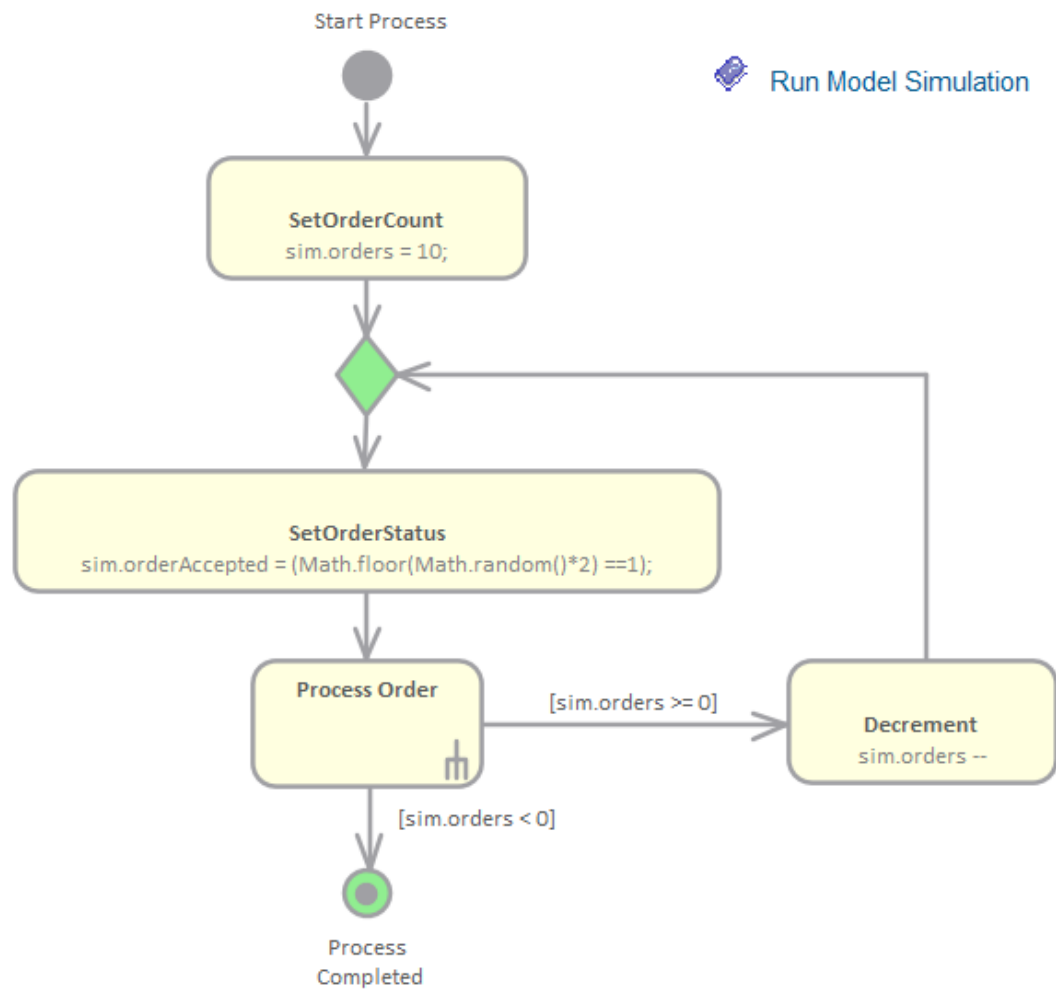 Start Process
Run Model Simulation
SetOrderCount
sim.orders = 10;
SetOrderStatus
sim.orderAccepted = (Math.floor(Math.random()*2) ==1);
Process Order
[sim.orders >= 0]
Decrement
sim.orders --
[sim.orders < 0]
Process
Completed